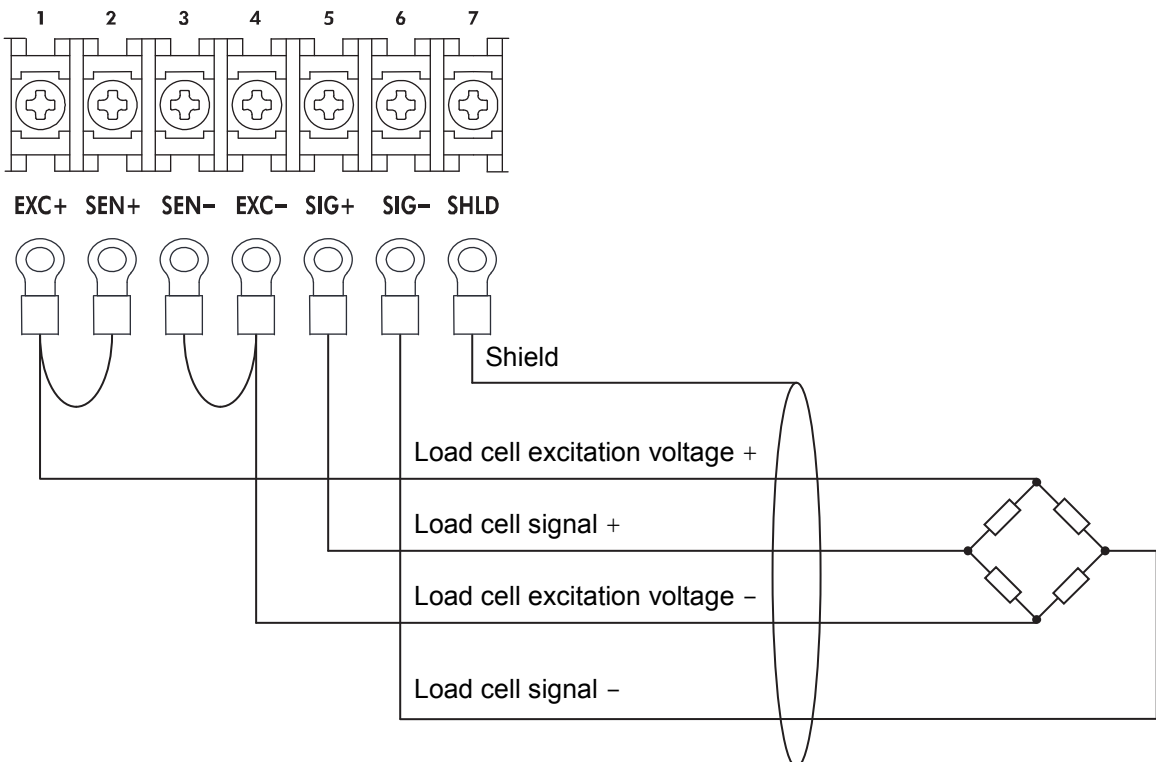 1 2 3 4 5 6 7
EXC+ SEN+ SEN− EXC− SIG+ SIG− SHLD
Shield
Load cell excitation voltage +
Load cell signal +
Load cell excitation voltage −
Load cell signal −